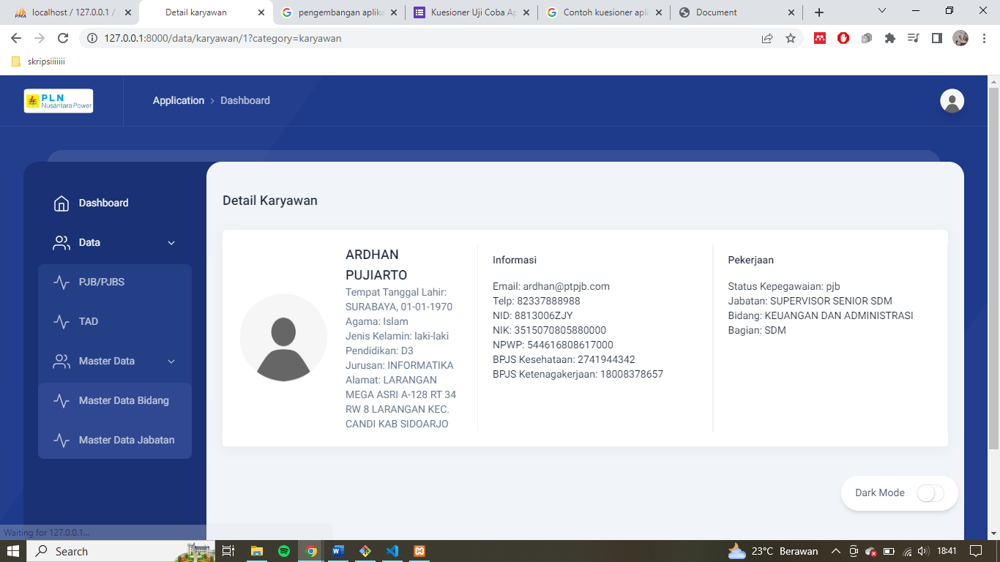 localhost / 127.0.0.1 /
Detail karyawan
pengembangan aplika
Kuesioner Uji Coba Ap
Contoh kuesioner apli
Document
127.0.0.1:8000/data/karyawan/1?category=karyawan
skripsiiiiiii
PLN
Nusantara Power
Application > Dashboard
Dashboard
Data
PJB/PJBS
TAD
Master Data
Master Data Bidang
Master Data Jabatan
Detail Karyawan
ARDHAN
PUJIARTO
Tempat Tanggal Lahir:
SURABAYA, 01-01-1970
Agama: Islam
Jenis Kelamin: laki-laki
Pendidikan: D3
Jurusan: INFORMATIKA
Alamat: LARANGAN
MEGA ASRI A-128 RT 34
RW 8 LARANGAN KEC.
CANDI KAB SIDOARJO
Informasi
Email: ardhan@ptpjb.com
Telp: 82337888988
NID: 8813006ZJY
NIK: 3515070805880000
NPWP: 544616808617000
BPJS Kesehataan: 2741944342
BPJS Ketenagakerjaan: 18008378657
Pekerjaan
Status Kepegawaian: pjb
Jabatan: SUPERVISOR SENIOR SDM
Bidang: KEUANGAN DAN ADMINISTRASI
Bagian: SDM
Dark Mode
Waiting for 127.0.0.1...
Search
23°C Berawan
18:41